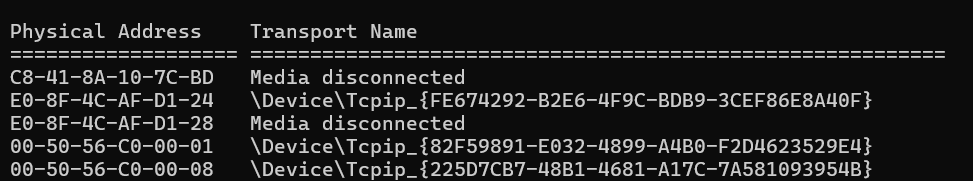 Physical Address    Transport Name
=================== ==========================================================
C8-41-8A-10-7C-BD   Media disconnected
E0-8F-4C-AF-D1-24   \Device\Tcpip_{FE674292-B2E6-4F9C-BDB9-3CEF86E8A40F}
E0-8F-4C-AF-D1-28   Media disconnected
00-50-56-C0-00-01   \Device\Tcpip_{82F59891-E032-4899-A4B0-F2D4623529E4}
00-50-56-C0-00-08   \Device\Tcpip_{225D7CB7-48B1-4681-A17C-7A581093954B}